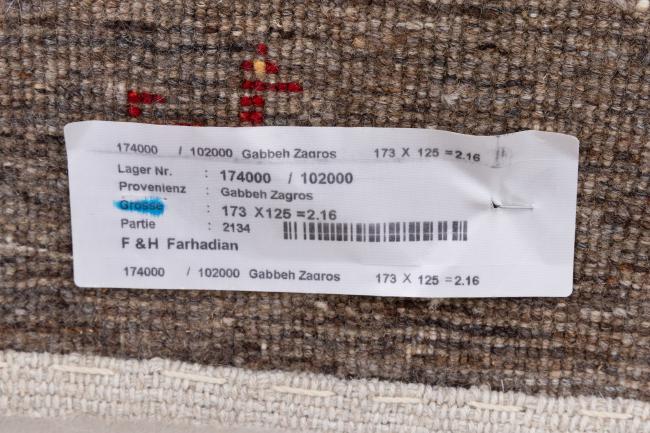 174000 / 102000 Gabbeh Zagros 173 X 125 = 2.16
Lager Nr. : 174000 / 102000
Provenienz : Gabbeh Zagros
Grosse : 173 X 125 = 2.16
Partie : 2134
F & H Farhadian
174000 / 102000 Gabbeh Zagros 173 X 125 = 2.16